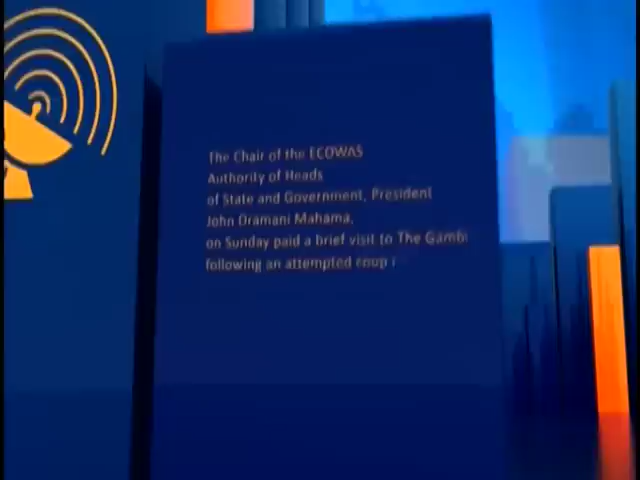 The Chair of the ECOWAS
Authority of Heads
of State and Government, President
John Dramani Mahama,
on Sunday paid a brief visit to The Gambi
following an attempted coup i